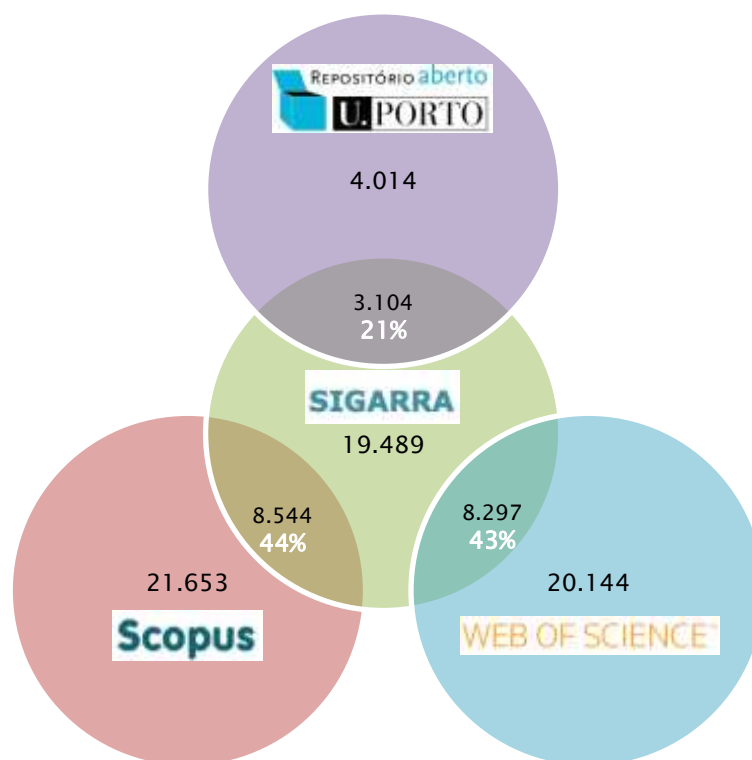 REPOSITÓRIO aberto
U.PORTO
4.014
3.104
21%
SIGARRA
19.489
8.544
44%
8.297
43%
21.653
Scopus
20.144
WEB OF SCIENCE™